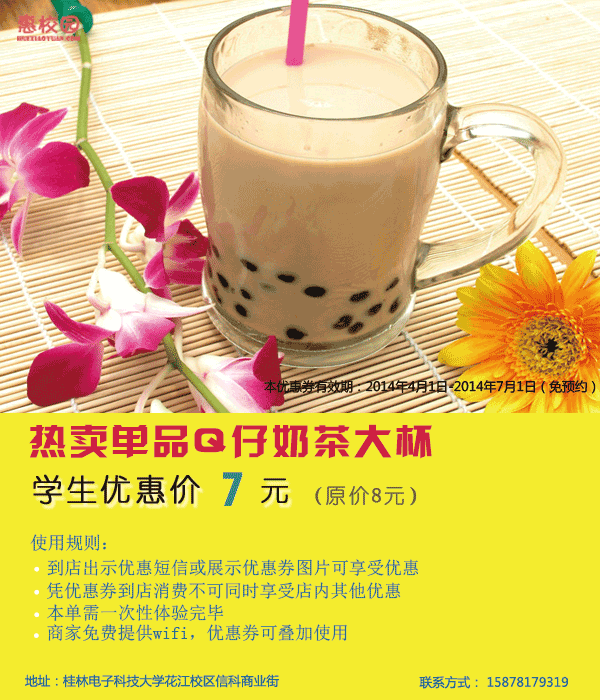 惠校园
HUIXIAOYUAN.COM
本优惠券有效期：2014年4月1日-2014年7月1日（免预约）
热卖单品Q仔奶茶大杯
学生优惠价 7 元 （原价8元）
使用规则：
到店出示优惠短信或展示优惠券图片可享受优惠
凭优惠券到店消费不可同时享受店内其他优惠
本单需一次性体验完毕
商家免费提供wifi，优惠券可叠加使用
地址：桂林电子科技大学花江校区信科商业街
联系方式： 15878179319